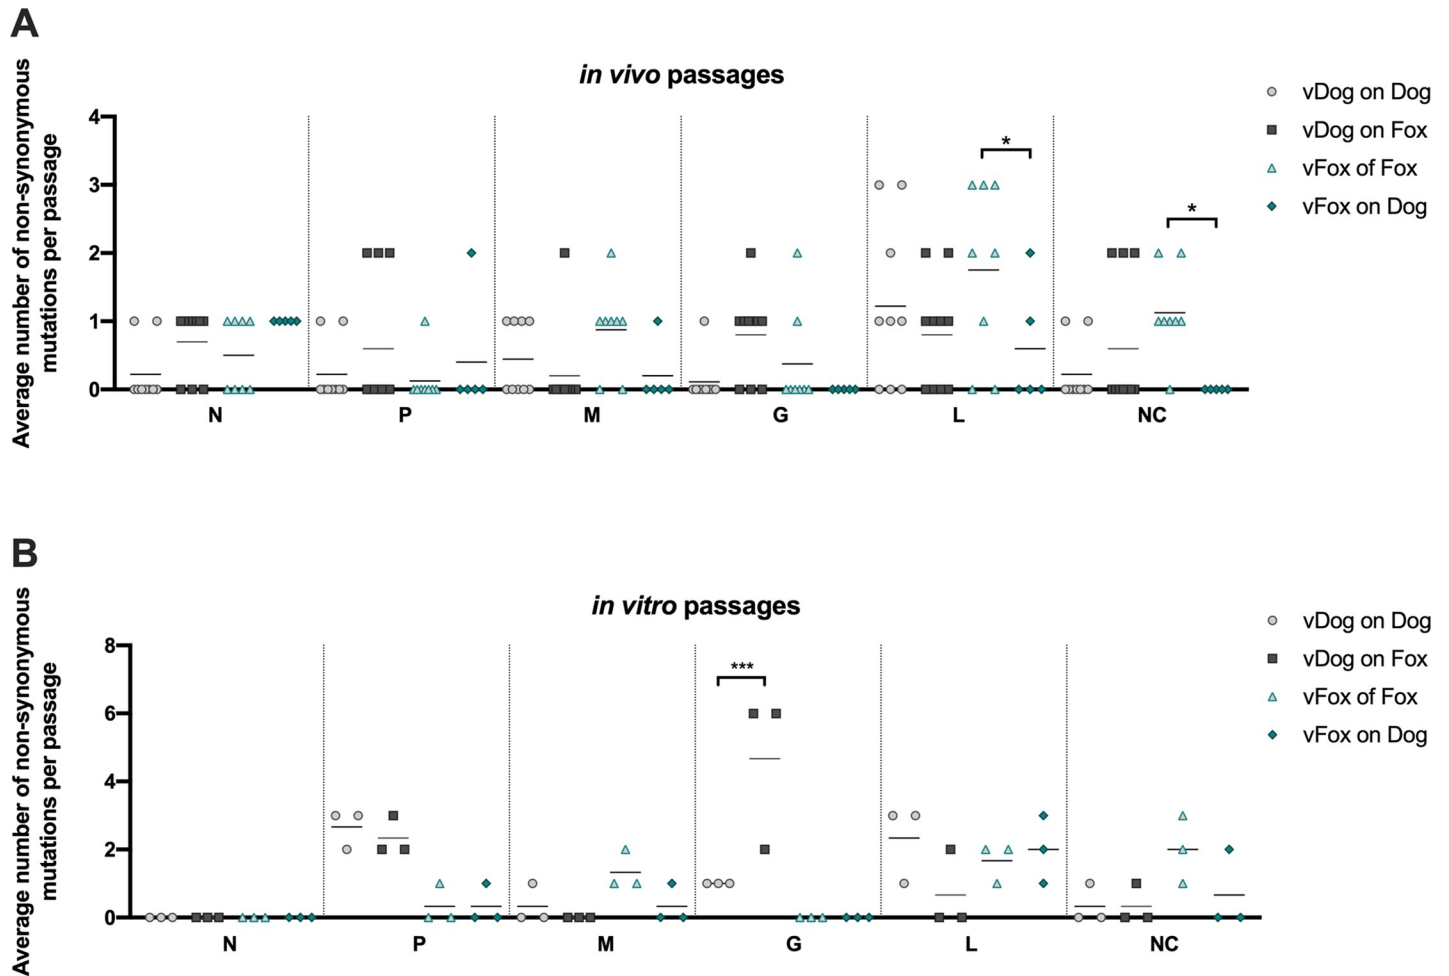 A
in vivo passages
Average number of non-synonymous
mutations per passage
4
3
2
1
0
*
*
N P M G L NC
vDog on Dog
vDog on Fox
vFox of Fox
vFox on Dog
B
in vitro passages
Average number of non-synonymous
mutations per passage
8
6
4
2
0
***
N P M G L NC
vDog on Dog
vDog on Fox
vFox of Fox
vFox on Dog